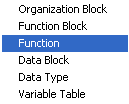 Organization Block
Function Block
Function
Data Block
Data Type
Variable Table